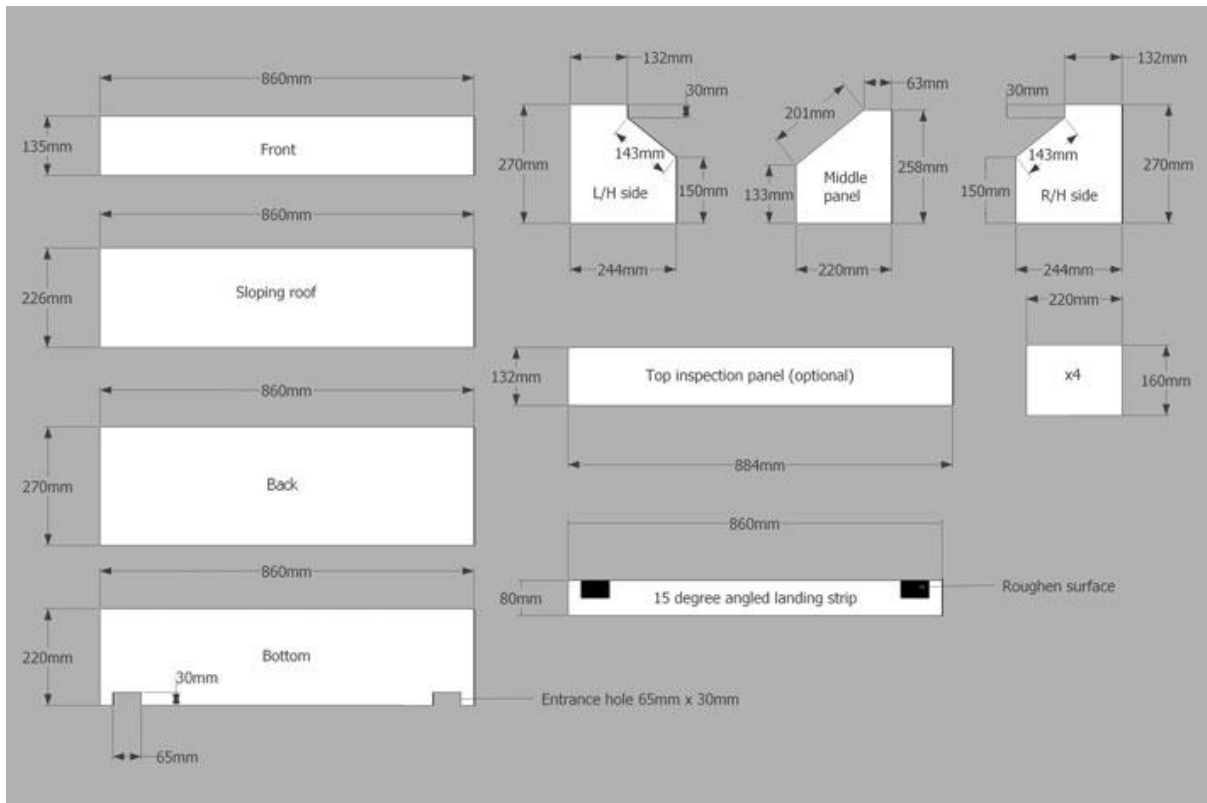 860mm
135mm
Front
860mm
226mm
Sloping roof
860mm
270mm
Back
860mm
220mm
Bottom
30mm
65mm
Entrance hole 65mm x 30mm
132mm
30mm
270mm
143mm
L/H side
150mm
244mm
63mm
201mm
133mm
Middle
panel
258mm
220mm
132mm
30mm
143mm
150mm
R/H side
270mm
244mm
132mm
Top inspection panel (optional)
884mm
220mm
x4
160mm
860mm
80mm
15 degree angled landing strip
Roughen surface